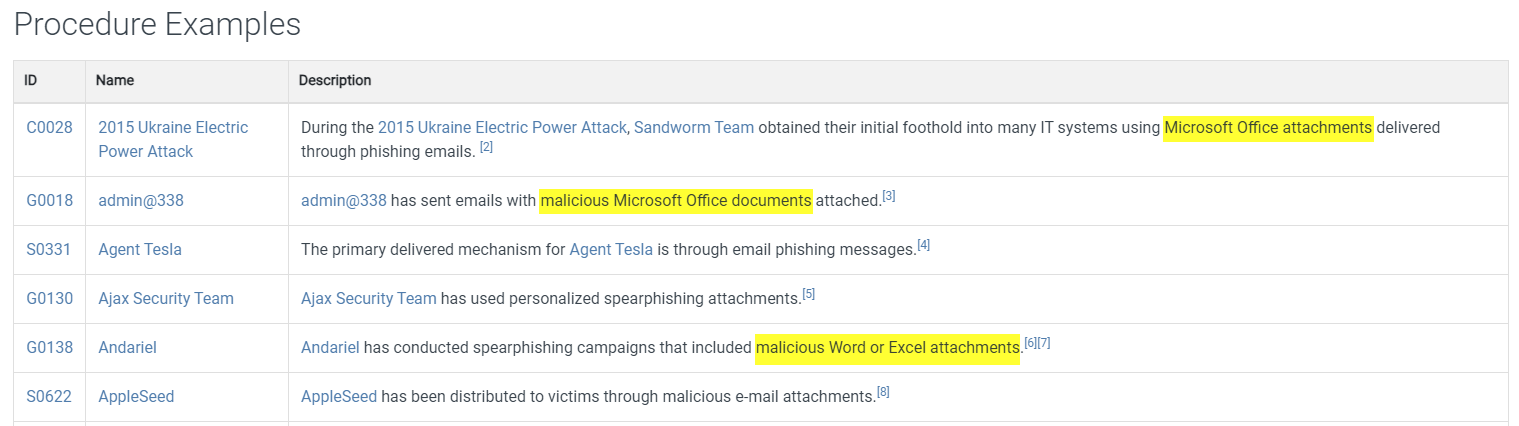 Procedure Examples
ID Name Description
C0028 2015 Ukraine Electric Power Attack During the 2015 Ukraine Electric Power Attack, Sandworm Team obtained their initial foothold into many IT systems using Microsoft Office attachments delivered through phishing emails. [2]
G0018 admin@338 admin@338 has sent emails with malicious Microsoft Office documents attached.[3]
S0331 Agent Tesla The primary delivered mechanism for Agent Tesla is through email phishing messages.[4]
G0130 Ajax Security Team Ajax Security Team has used personalized spearphishing attachments.[5]
G0138 Andariel Andariel has conducted spearphishing campaigns that included malicious Word or Excel attachments.[6][7]
S0622 AppleSeed AppleSeed has been distributed to victims through malicious e-mail attachments.[8]